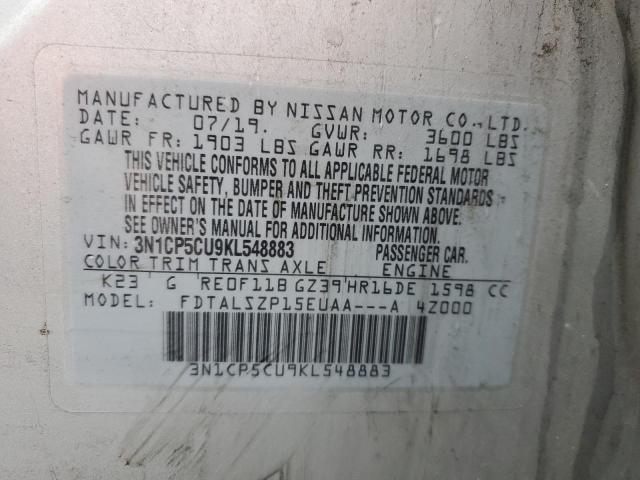 MANUFACTURED BY NISSAN MOTOR CO.,LTD.
DATE: 07/19. GVWR: 3600 LBS
GAWR FR: 1903 LBS GAWR RR: 1698 LBS
THIS VEHICLE CONFORMS TO ALL APPLICABLE FEDERAL MOTOR
VEHICLE SAFETY, BUMPER AND THEFT PREVENTION STANDARDS
IN EFFECT ON THE DATE OF MANUFACTURE SHOWN ABOVE.
SEE OWNER'S MANUAL FOR ADDITIONAL INFORMATION.
VIN: 3N1CP5CU9KL548883 PASSENGER CAR.
COLOR TRIM TRANS AXLE ENGINE
K23 G RE0F11B GZ39 HR16DE 1598 CC
MODEL: FDTALSZP15EUAA---A 4Z000
3N1CP5CU9KL548883